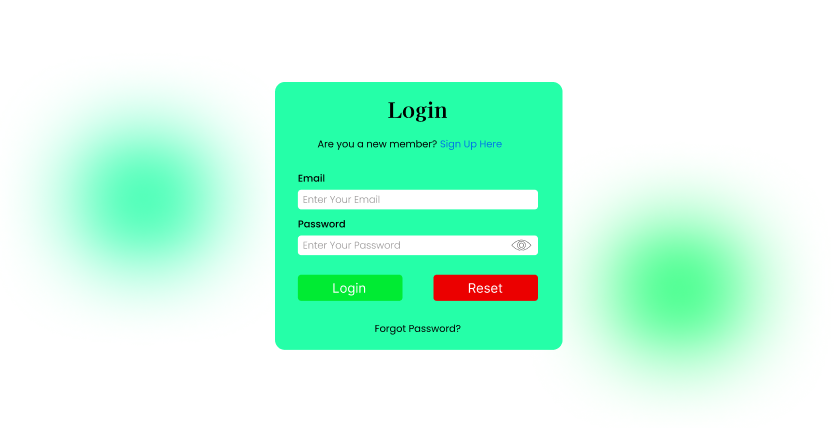 Login
Are you a new member? Sign Up Here
Email
Enter Your Email
Password
Enter Your Password
Login Reset
Forgot Password?